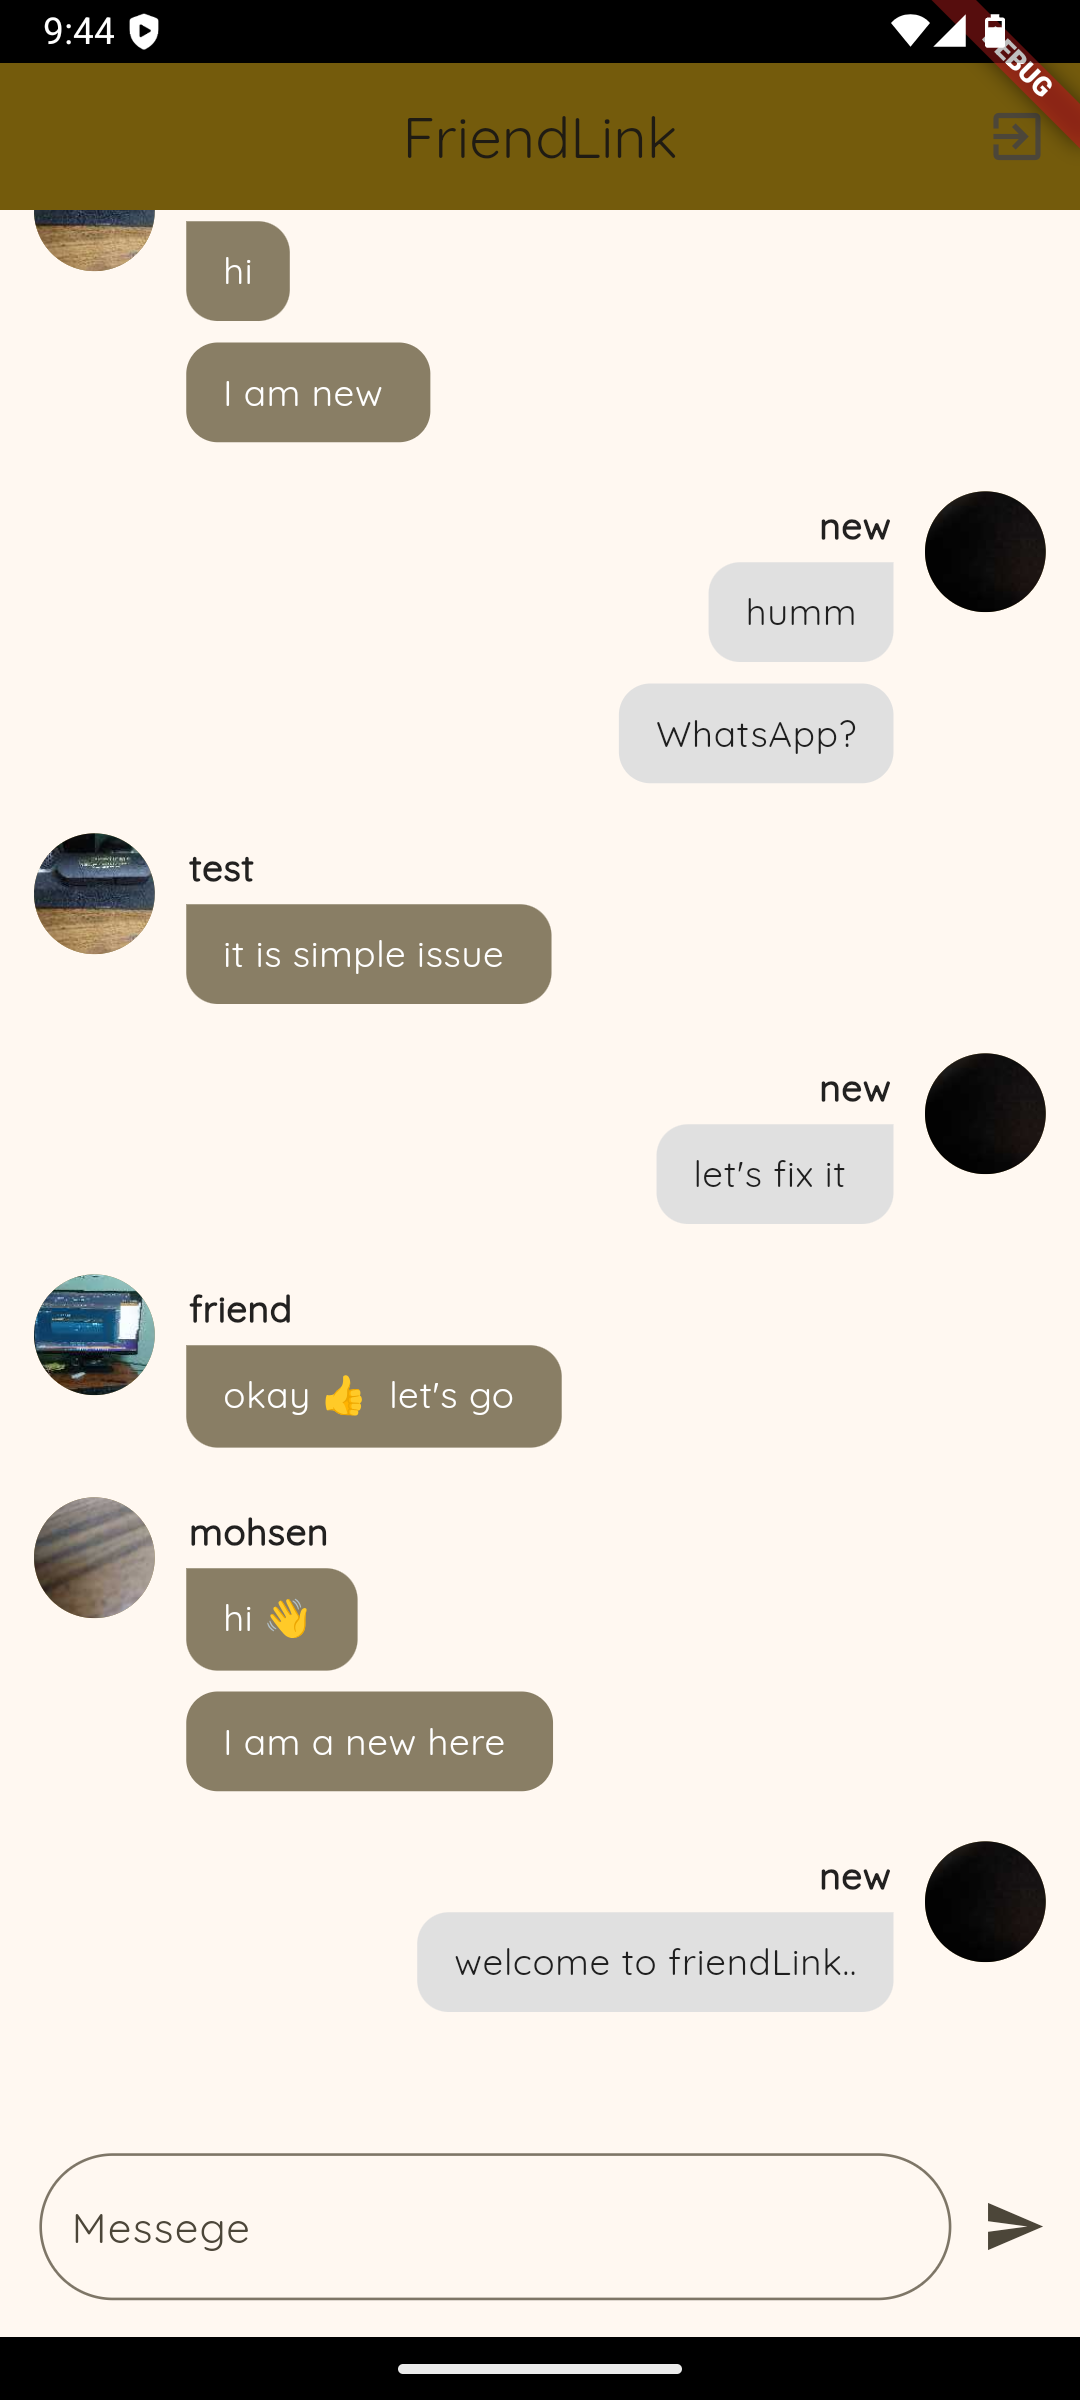 9:44
EBUG
FriendLink
hi
I am new
new
humm
WhatsApp?
test
it is simple issue
new
let's fix it
friend
okay 👍 let's go
mohsen
hi 👋
I am a new here
new
welcome to friendLink..
Messege